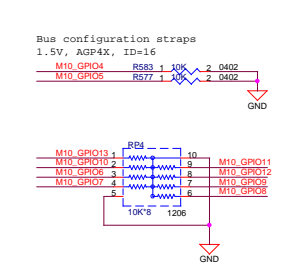 Bus configuration straps
1.5V, AGP4X, ID=16
M10_GPIO4 R583 1 10K 2 0402
M10_GPIO5 R577 1 10K 2 0402
GND
RP4
M10_GPIO13 1 10
M10_GPIO10 2 9 M10_GPIO11
M10_GPIO6 3 8 M10_GPIO12
M10_GPIO7 4 7 M10_GPIO9
5 6 M10_GPIO8
10K*8 1206
GND